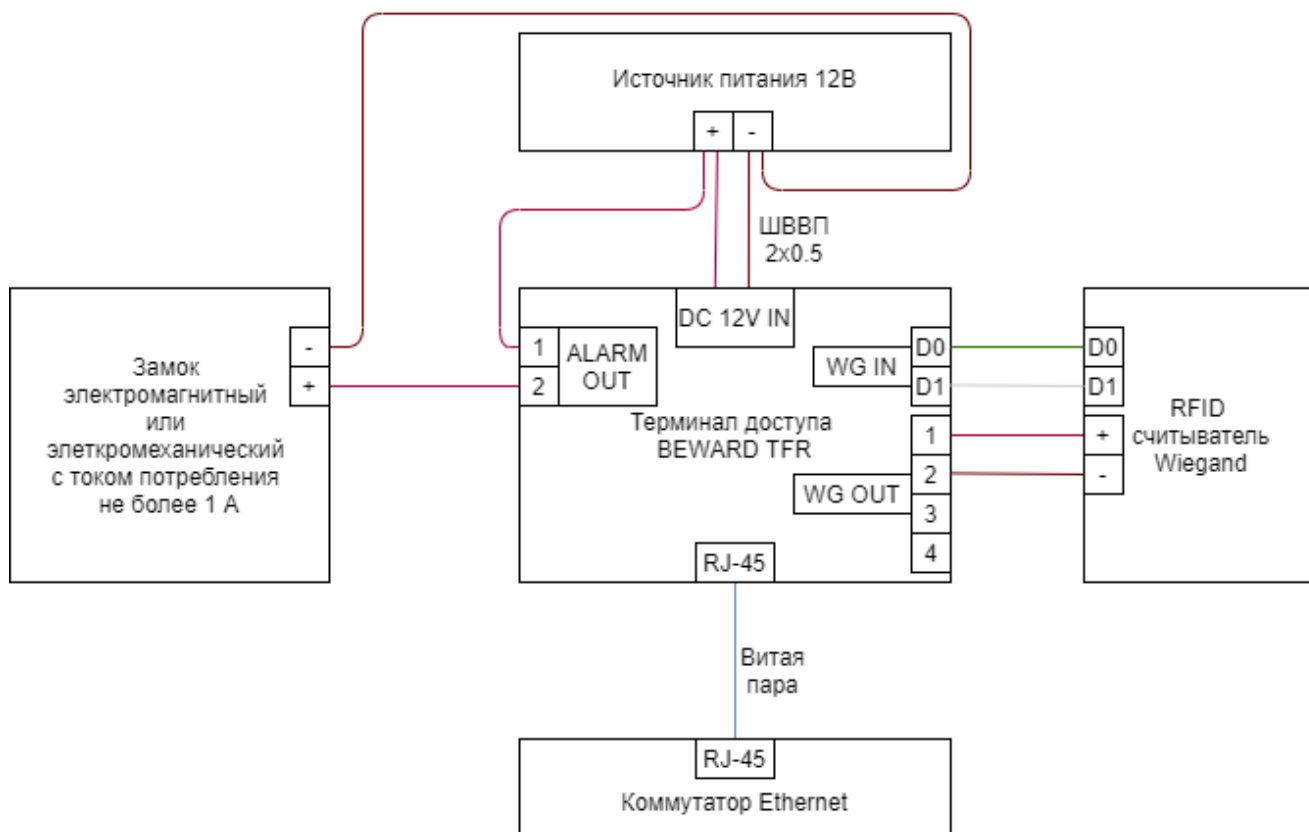 Источник питания 12В
+
-
ШВВП
2х0.5
Замок
электромагнитный
или
элеткромеханический
с током потребления
не более 1 А
-
+
1
2
ALARM
OUT
DC 12V IN
WG IN
D0
D1
Терминал доступа
BEWARD TFR
WG OUT
1
2
3
4
RJ-45
D0
D1
+
-
RFID
считыватель
Wiegand
Витая
пара
RJ-45
Коммутатор Ethernet